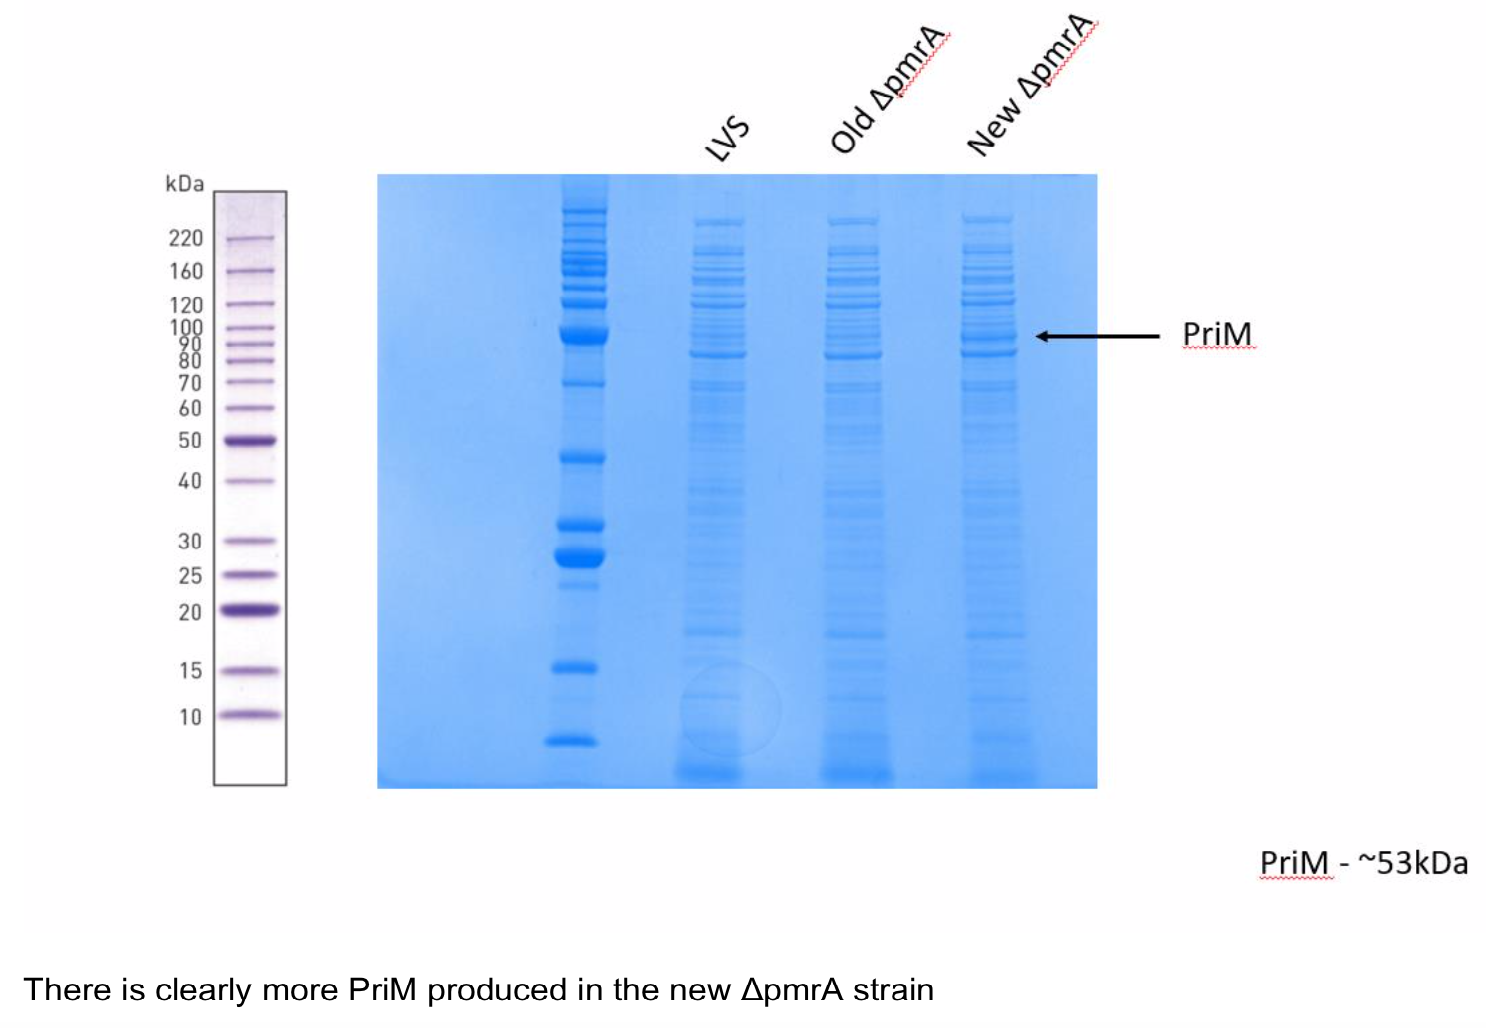 LVS
Old ΔpmrA
New ΔpmrA
kDa
220
160
120
100
90
80
70
60
50
40
30
25
20
15
10
PriM
PriM - ~53kDa
There is clearly more PriM produced in the new ΔpmrA strain